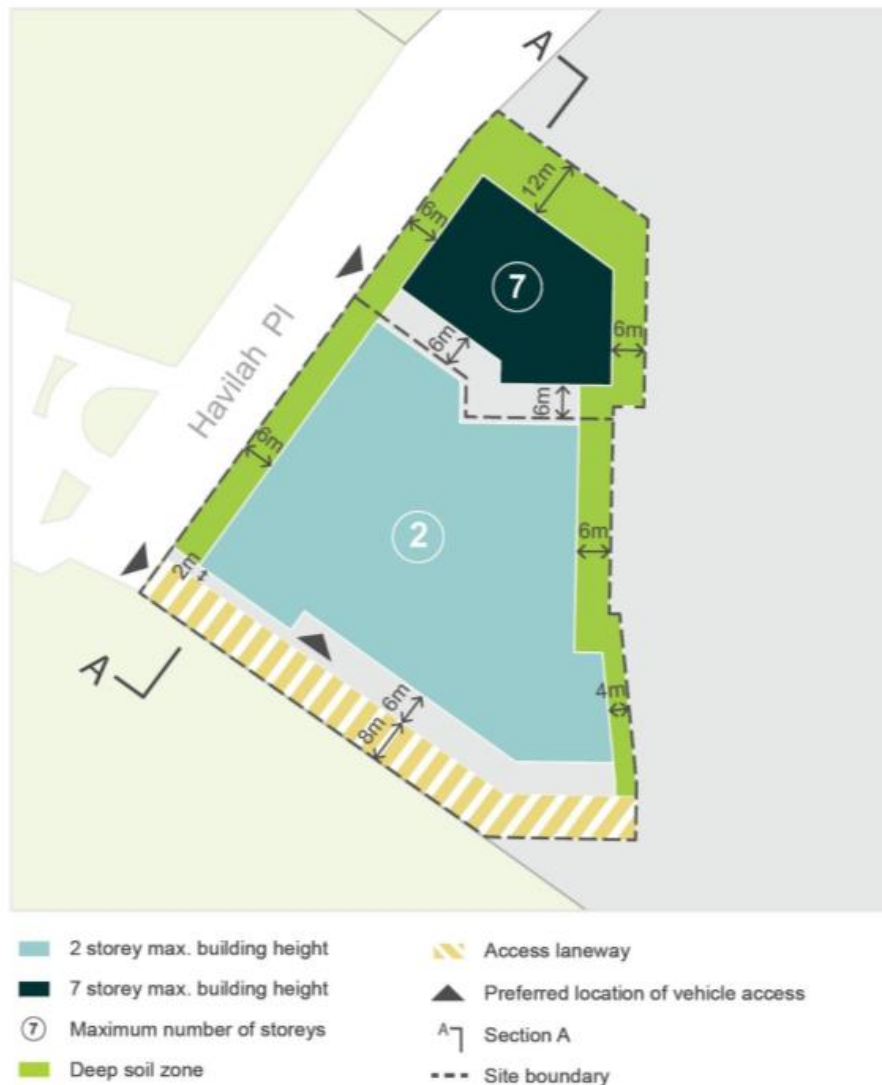 A
12m
6m
7
6m
Havilah Pl
6m
6m
6m
2
6m
2m
A
4m
6m
8m
2 storey max. building height
7 storey max. building height
7 Maximum number of storeys
Deep soil zone
Access laneway
Preferred location of vehicle access
A Section A
Site boundary